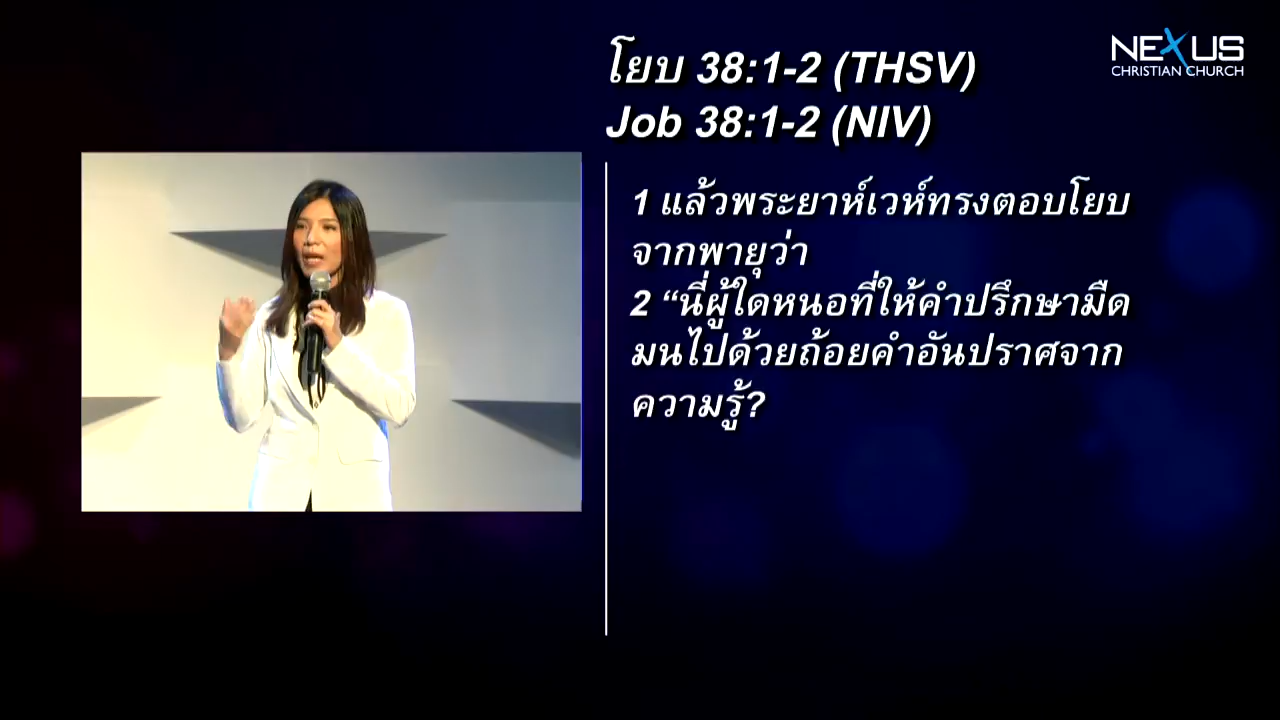 NEXUS
CHRISTIAN CHURCH
โยบ 38:1-2 (THSV)
Job 38:1-2 (NIV)
1 แล้วพระยาห์เวห์ทรงตอบโยบ
จากพายุว่า
2 “นี่ผู้ใดหนอที่ให้คำปรึกษามืด
มนไปด้วยถ้อยคำอันปราศจาก
ความรู้?